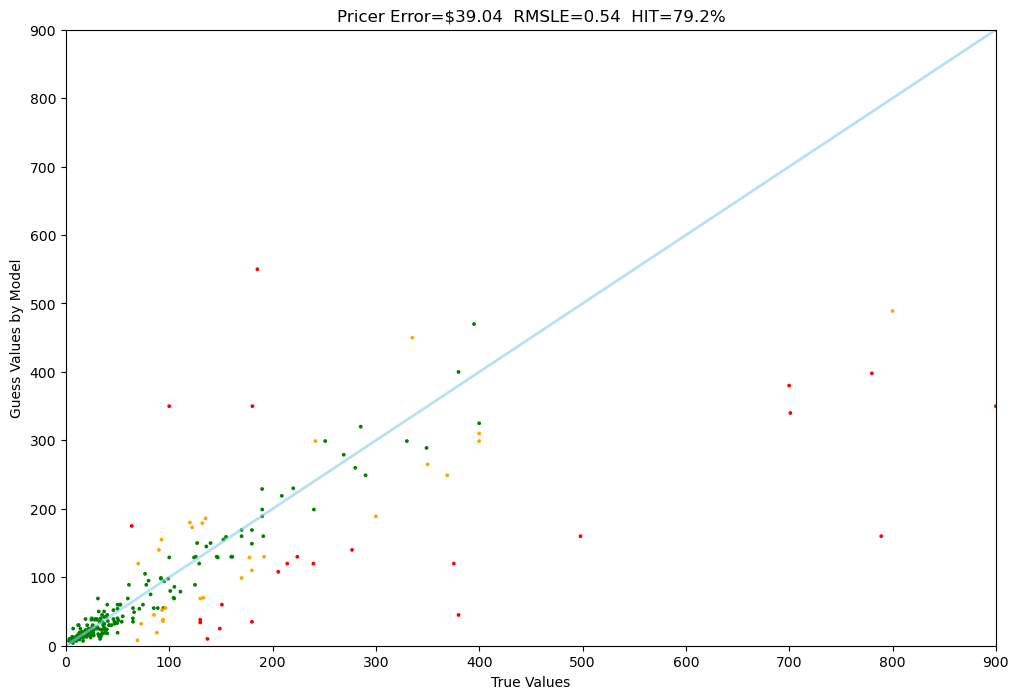 Pricer Error=$39.04 RMSLE=0.54 HIT=79.2%
900
800
700
600
500
400
300
200
100
0
Guess Values by Model
0 100 200 300 400 500 600 700 800 900
True Values